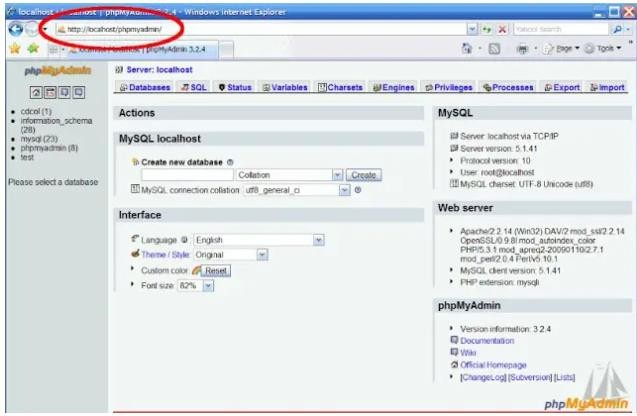 localhost / localhost | phpMyAdmin 3.2.4 - Windows Internet Explorer
http://localhost/phpmyadmin/
Yahoo! Search
localhost / localhost | phpMyAdmin 3.2.4
Page
Tools
phpMyAdmin
Server: localhost
Databases SQL Status Variables Charsets Engines Privileges Processes Export Import
cdcol (1)
information_schema
(28)
mysql (23)
phpmyadmin (8)
test
Please select a database
Actions
MySQL localhost
Create new database
Collation
Create
MySQL connection collation: utf8_general_ci
Interface
Language : English
Theme / Style: Original
Custom color: Reset
Font size: 82%
MySQL
Server: localhost via TCP/IP
Server version: 5.1.41
Protocol version: 10
User: root@localhost
MySQL charset: UTF-8 Unicode (utf8)
Web server
Apache/2.2.14 (Win32) DAV/2 mod_ssl/2.2.14
OpenSSL/0.9.8l mod_autoindex_color
PHP/5.3.1 mod_apreq2-20090110/2.7.1
mod_perl/2.0.4 Perl/v5.10.1
MySQL client version: 5.1.41
PHP extension: mysqli
phpMyAdmin
Version information: 3.2.4
Documentation
Wiki
Official Homepage
[ChangeLog] [Subversion] [Lists]
phpMyAdmin